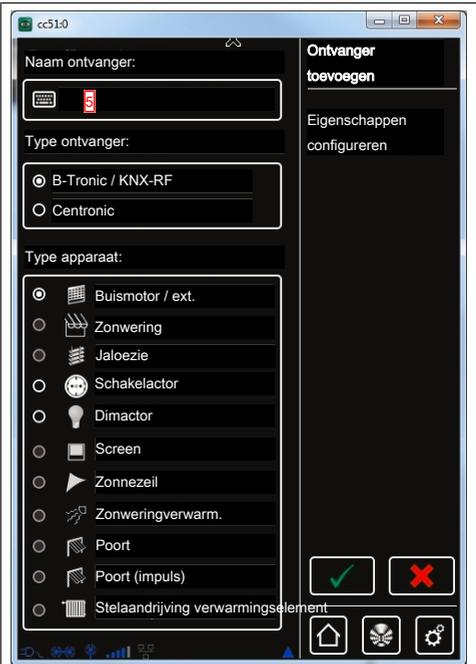 cc51:0
Naam ontvanger:
5
Type ontvanger:
B-Tronic / KNX-RF
Centronic
Type apparaat:
Buismotor / ext.
Zonwering
Jaloezie
Schakelactor
Dimactor
Screen
Zonnezeil
Zonweringverwarm.
Poort
Poort (impuls)
Stelaandrijving verwarmingselement
Ontvanger
toevoegen
Eigenschappen
configureren